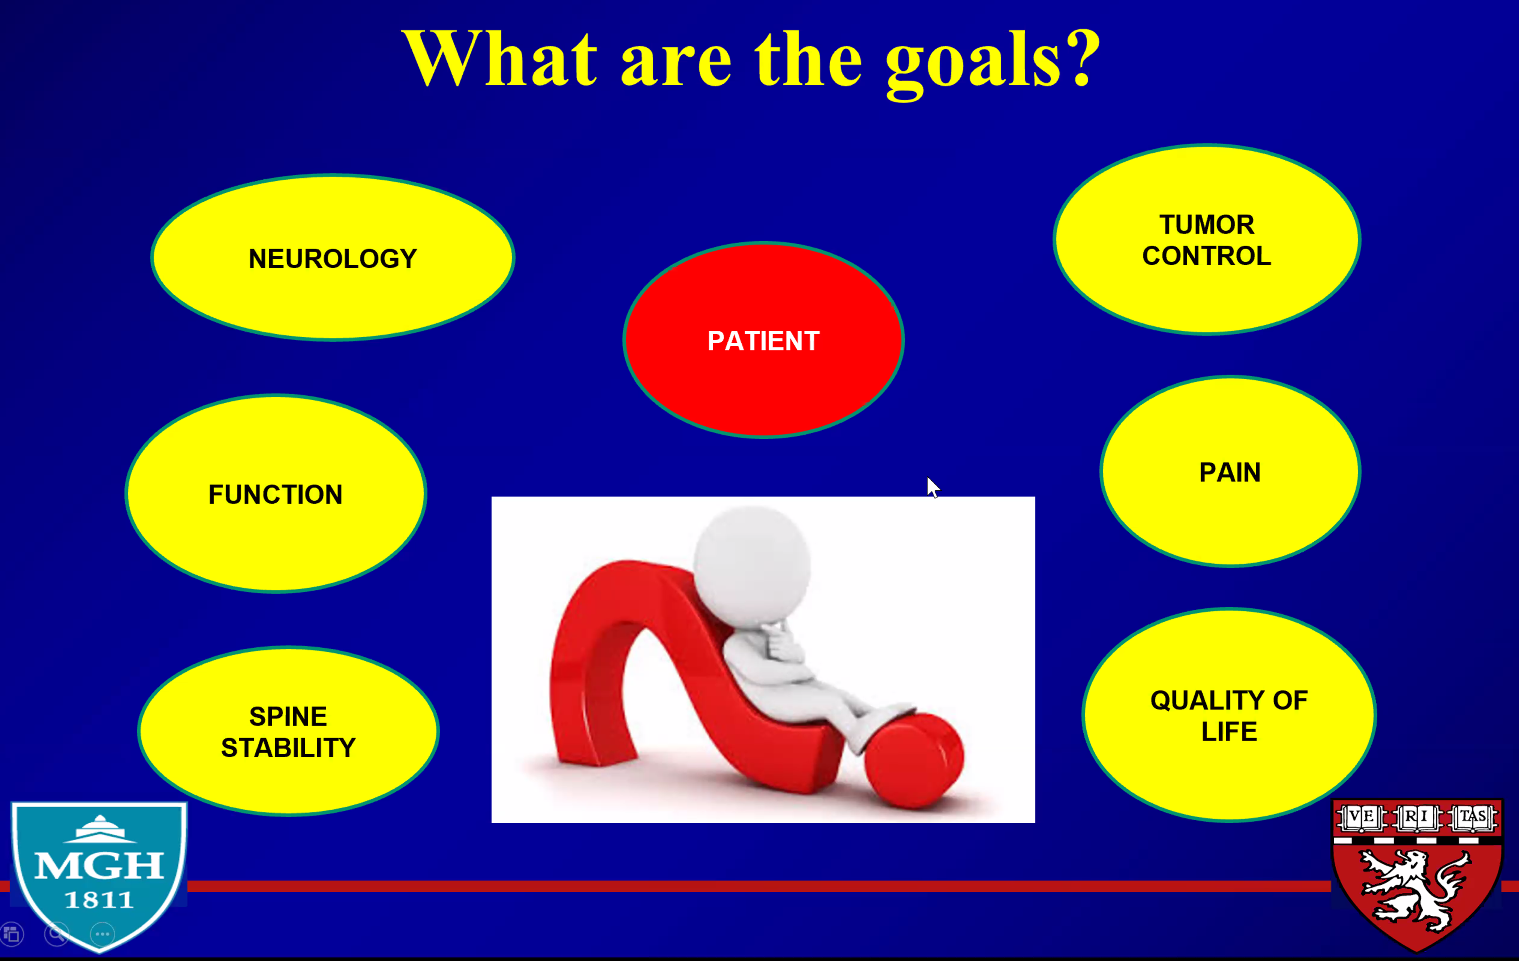 What are the goals?
NEUROLOGY
PATIENT
TUMOR
CONTROL
FUNCTION
PAIN
SPINE
STABILITY
QUALITY OF
LIFE
MGH
1811
VE RI TAS